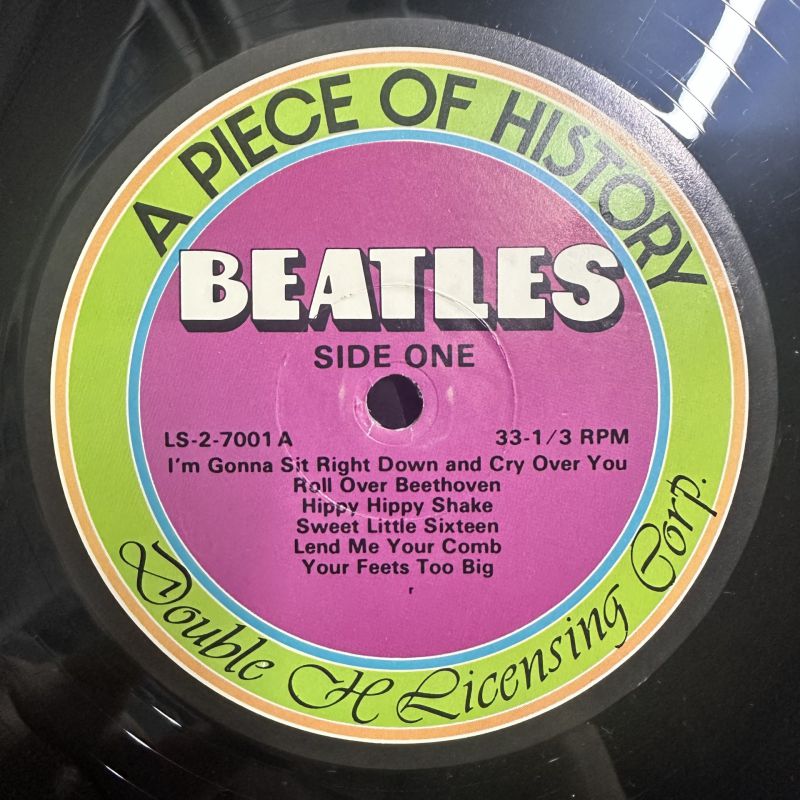 A PIECE OF HISTORY
BEATLES
SIDE ONE
LS-2-7001 A
33-1/3 RPM
I'm Gonna Sit Right Down and Cry Over You
Roll Over Beethoven
Hippy Hippy Shake
Sweet Little Sixteen
Lend Me Your Comb
Your Feets Too Big
r
Double H Licensing Corp.